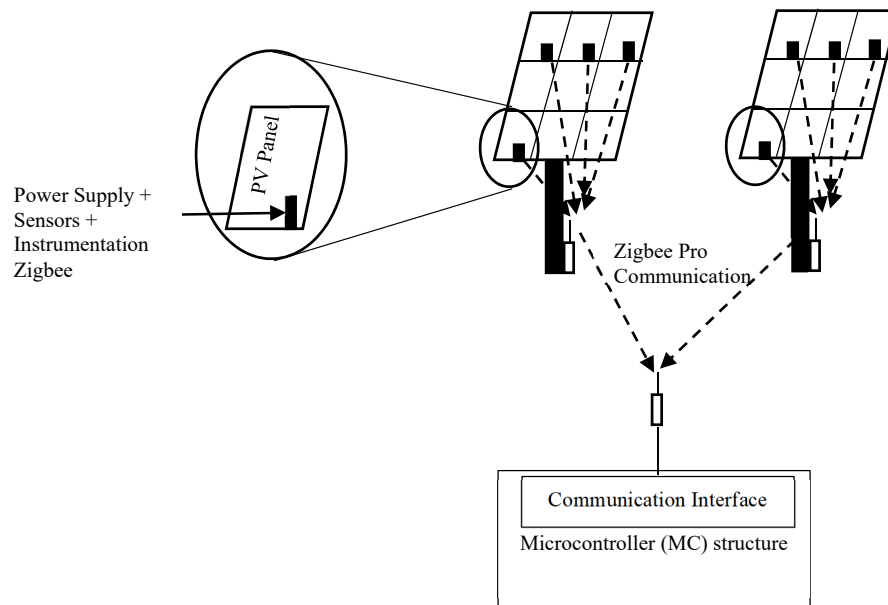 PV Panel
Power Supply +
Sensors +
Instrumentation
Zigbee
Zigbee Pro
Communication
Communication Interface
Microcontroller (MC) structure